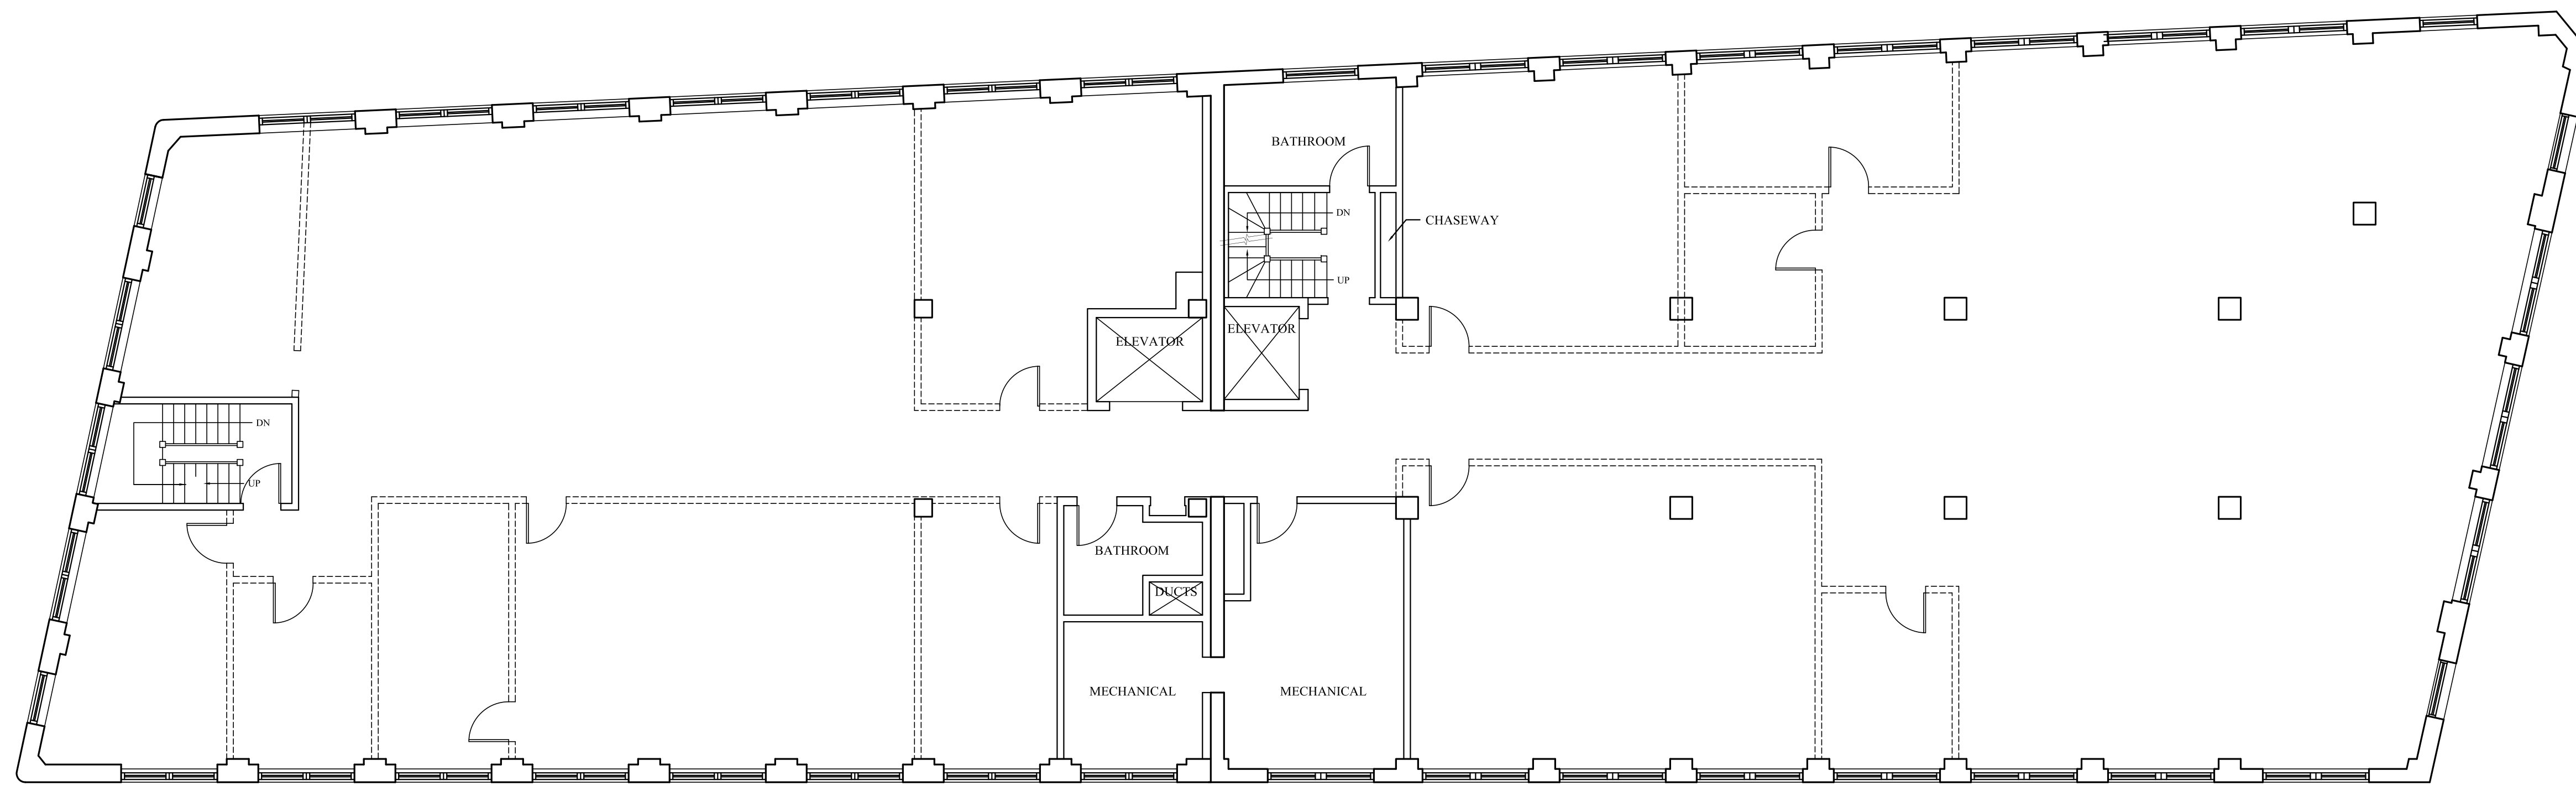 BATHROOM
DN
CHASEWAY
UP
ELEVATOR
ELEVATOR
DN
UP
BATHROOM
DUCTS
MECHANICAL
MECHANICAL